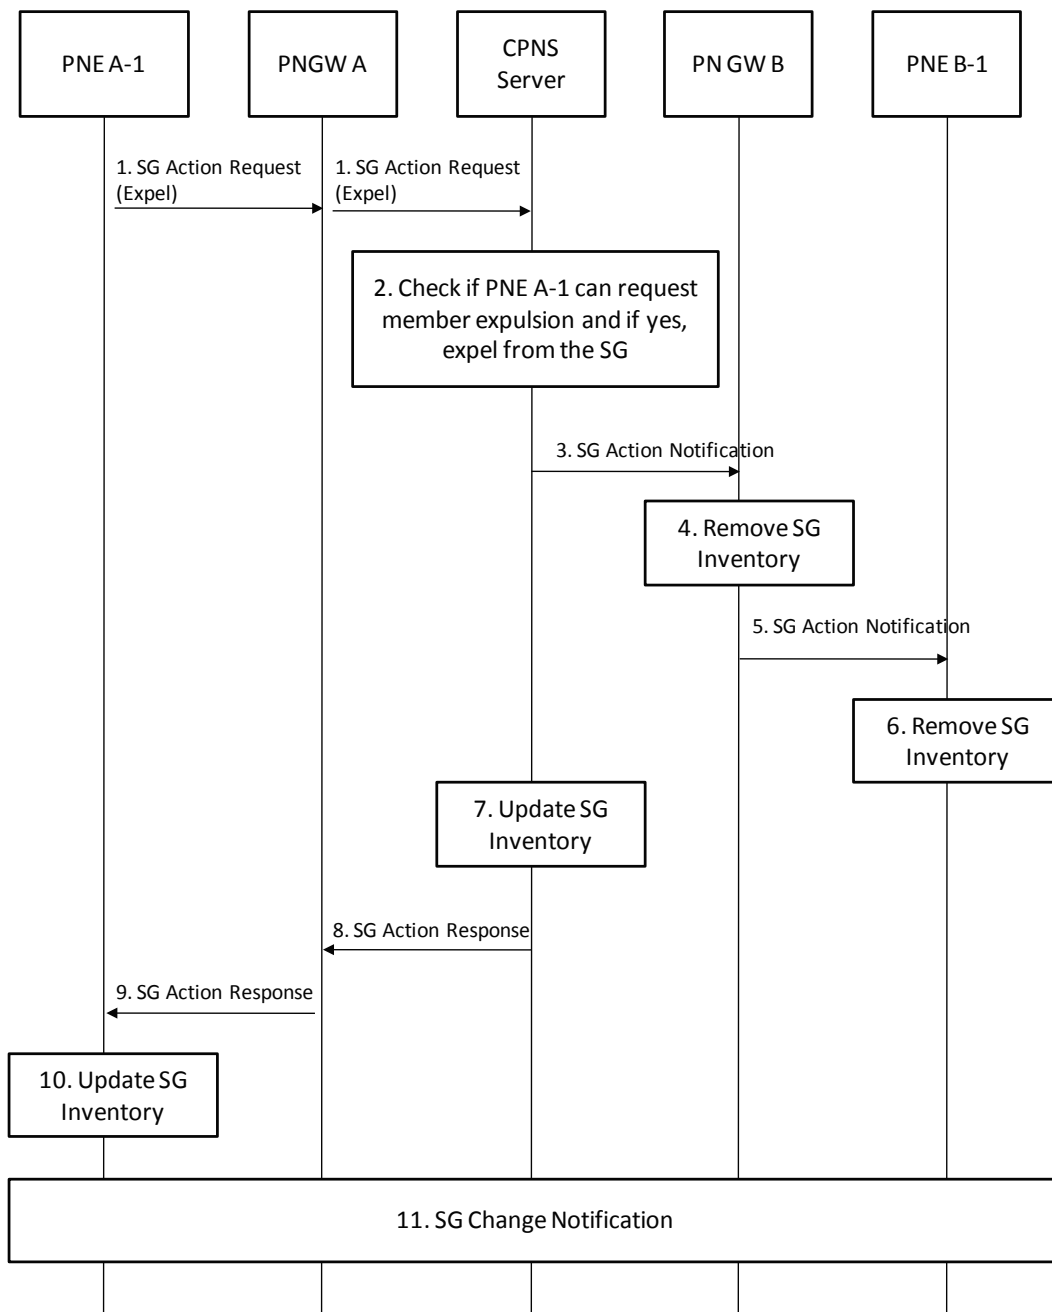 PNE A-1
PNGW A
CPNS
Server
PN GW B
PNE B-1
1. SG Action Request
(Expel)
1. SG Action Request
(Expel)
2. Check if PNE A-1 can request
member expulsion and if yes,
expel from the SG
3. SG Action Notification
4. Remove SG
Inventory
5. SG Action Notification
6. Remove SG
Inventory
7. Update SG
Inventory
8. SG Action Response
9. SG Action Response
10. Update SG
Inventory
11. SG Change Notification